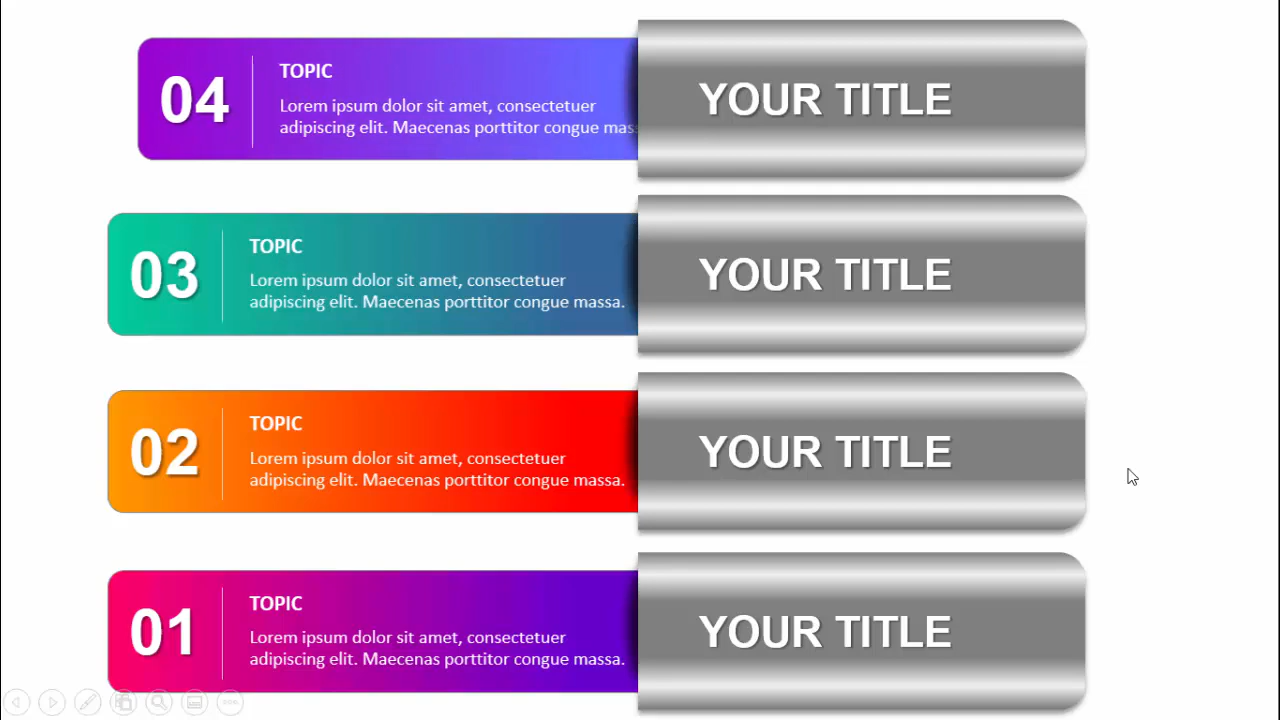 04
TOPIC
Lorem ipsum dolor sit amet, consectetuer
adipiscing elit. Maecenas porttitor congue mas
YOUR TITLE
03
TOPIC
Lorem ipsum dolor sit amet, consectetuer
adipiscing elit. Maecenas porttitor congue massa.
YOUR TITLE
02
TOPIC
Lorem ipsum dolor sit amet, consectetuer
adipiscing elit. Maecenas porttitor congue massa.
YOUR TITLE
01
TOPIC
Lorem ipsum dolor sit amet, consectetuer
adipiscing elit. Maecenas porttitor congue massa.
YOUR TITLE